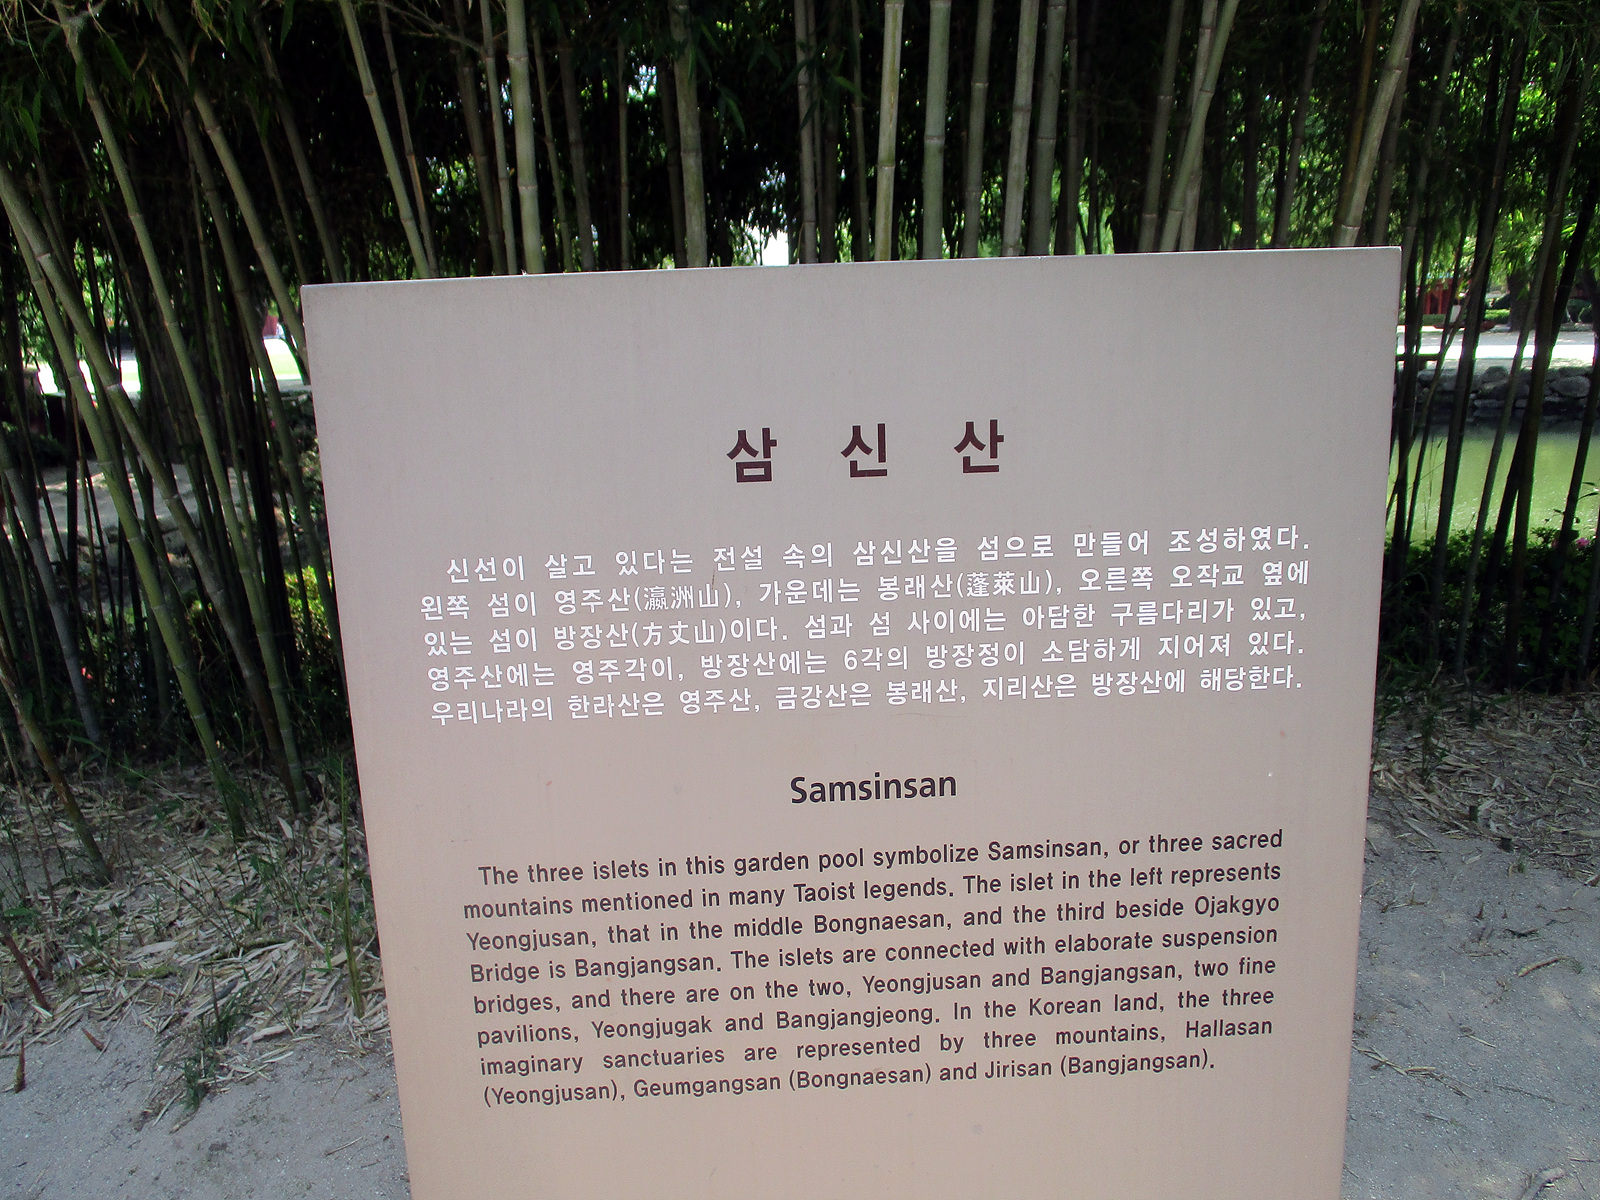 삼 신 산
신선이 살고 있다는 전설 속의 삼신산을 섬으로 만들어 조성하였다.
왼쪽 섬이 영주산(瀛洲山), 가운데는 봉래산(蓬萊山), 오른쪽 오작교 옆에
있는 섬이 방장산(方丈山)이다. 섬과 섬 사이에는 아담한 구름다리가 있고,
영주산에는 영주각이, 방장산에는 6각의 방장정이 소담하게 지어져 있다.
우리나라의 한라산은 영주산, 금강산은 봉래산, 지리산은 방장산에 해당한다.
Samsinsan
The three islets in this garden pool symbolize Samsinsan, or three sacred
mountains mentioned in many Taoist legends. The islet in the left represents
Yeongjusan, that in the middle Bongnaesan, and the third beside Ojakgyo
Bridge is Bangjangsan. The islets are connected with elaborate suspension
bridges, and there are on the two, Yeongjusan and Bangjangsan, two fine
pavilions, Yeongjugak and Bangjangjeong. In the Korean land, the three
imaginary sanctuaries are represented by three mountains, Hallasan
(Yeongjusan), Geumgangsan (Bongnaesan) and Jirisan (Bangjangsan).